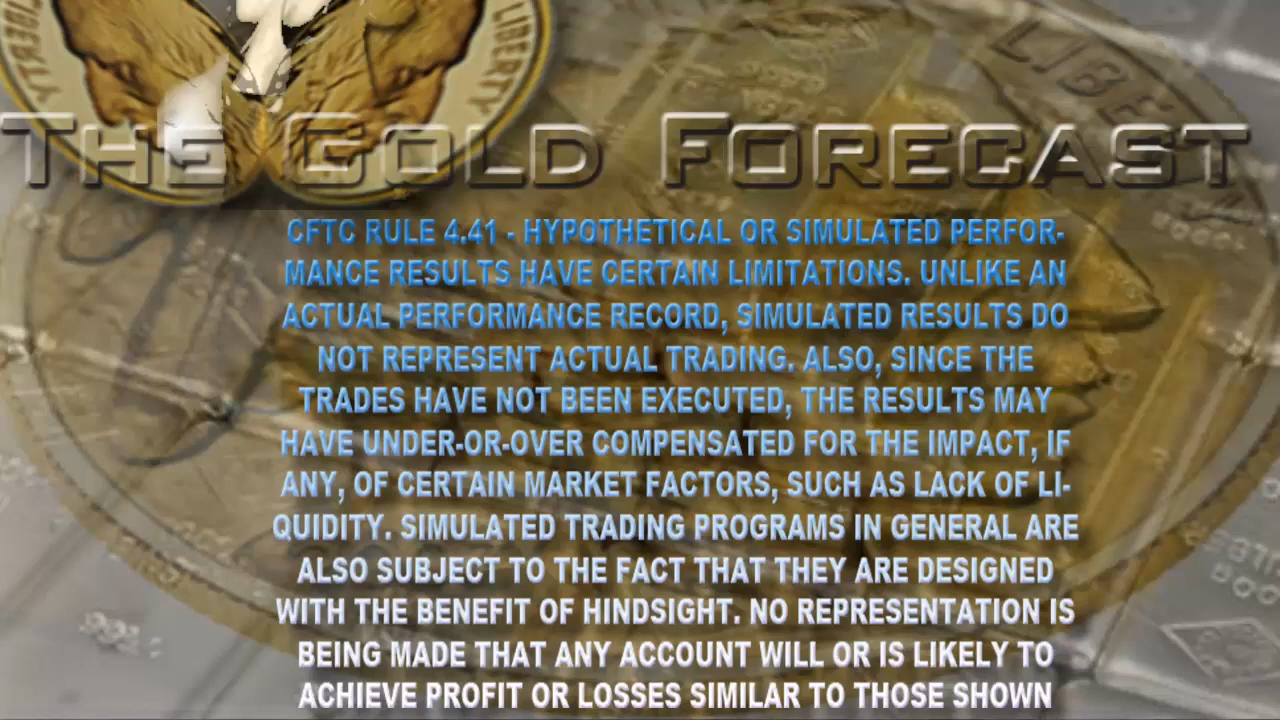 LIBERTY
LIBERTY
THE GOLD FORECAST
CFTC RULE 4.41 - HYPOTHETICAL OR SIMULATED PERFOR-
MANCE RESULTS HAVE CERTAIN LIMITATIONS. UNLIKE AN
ACTUAL PERFORMANCE RECORD, SIMULATED RESULTS DO
NOT REPRESENT ACTUAL TRADING. ALSO, SINCE THE
TRADES HAVE NOT BEEN EXECUTED, THE RESULTS MAY
HAVE UNDER-OR-OVER COMPENSATED FOR THE IMPACT, IF
ANY, OF CERTAIN MARKET FACTORS, SUCH AS LACK OF LI-
QUIDITY. SIMULATED TRADING PROGRAMS IN GENERAL ARE
ALSO SUBJECT TO THE FACT THAT THEY ARE DESIGNED
WITH THE BENEFIT OF HINDSIGHT. NO REPRESENTATION IS
BEING MADE THAT ANY ACCOUNT WILL OR IS LIKELY TO
ACHIEVE PROFIT OR LOSSES SIMILAR TO THOSE SHOWN